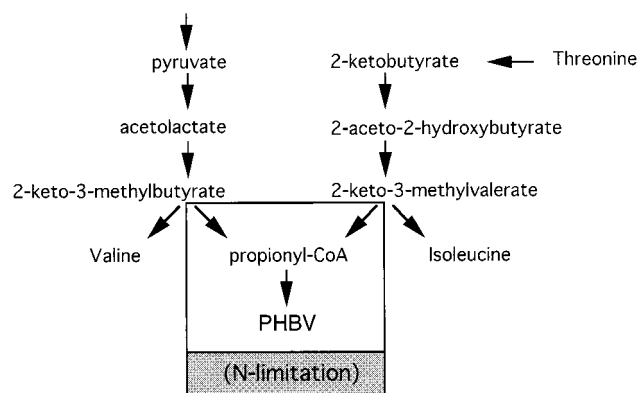 pyruvate
2-ketobutyrate
Threonine
acetolactate
2-aceto-2-hydroxybutyrate
2-keto-3-methylbutyrate
2-keto-3-methylvalerate
Valine
propionyl-CoA
Isoleucine
PHBV
(N-limitation)